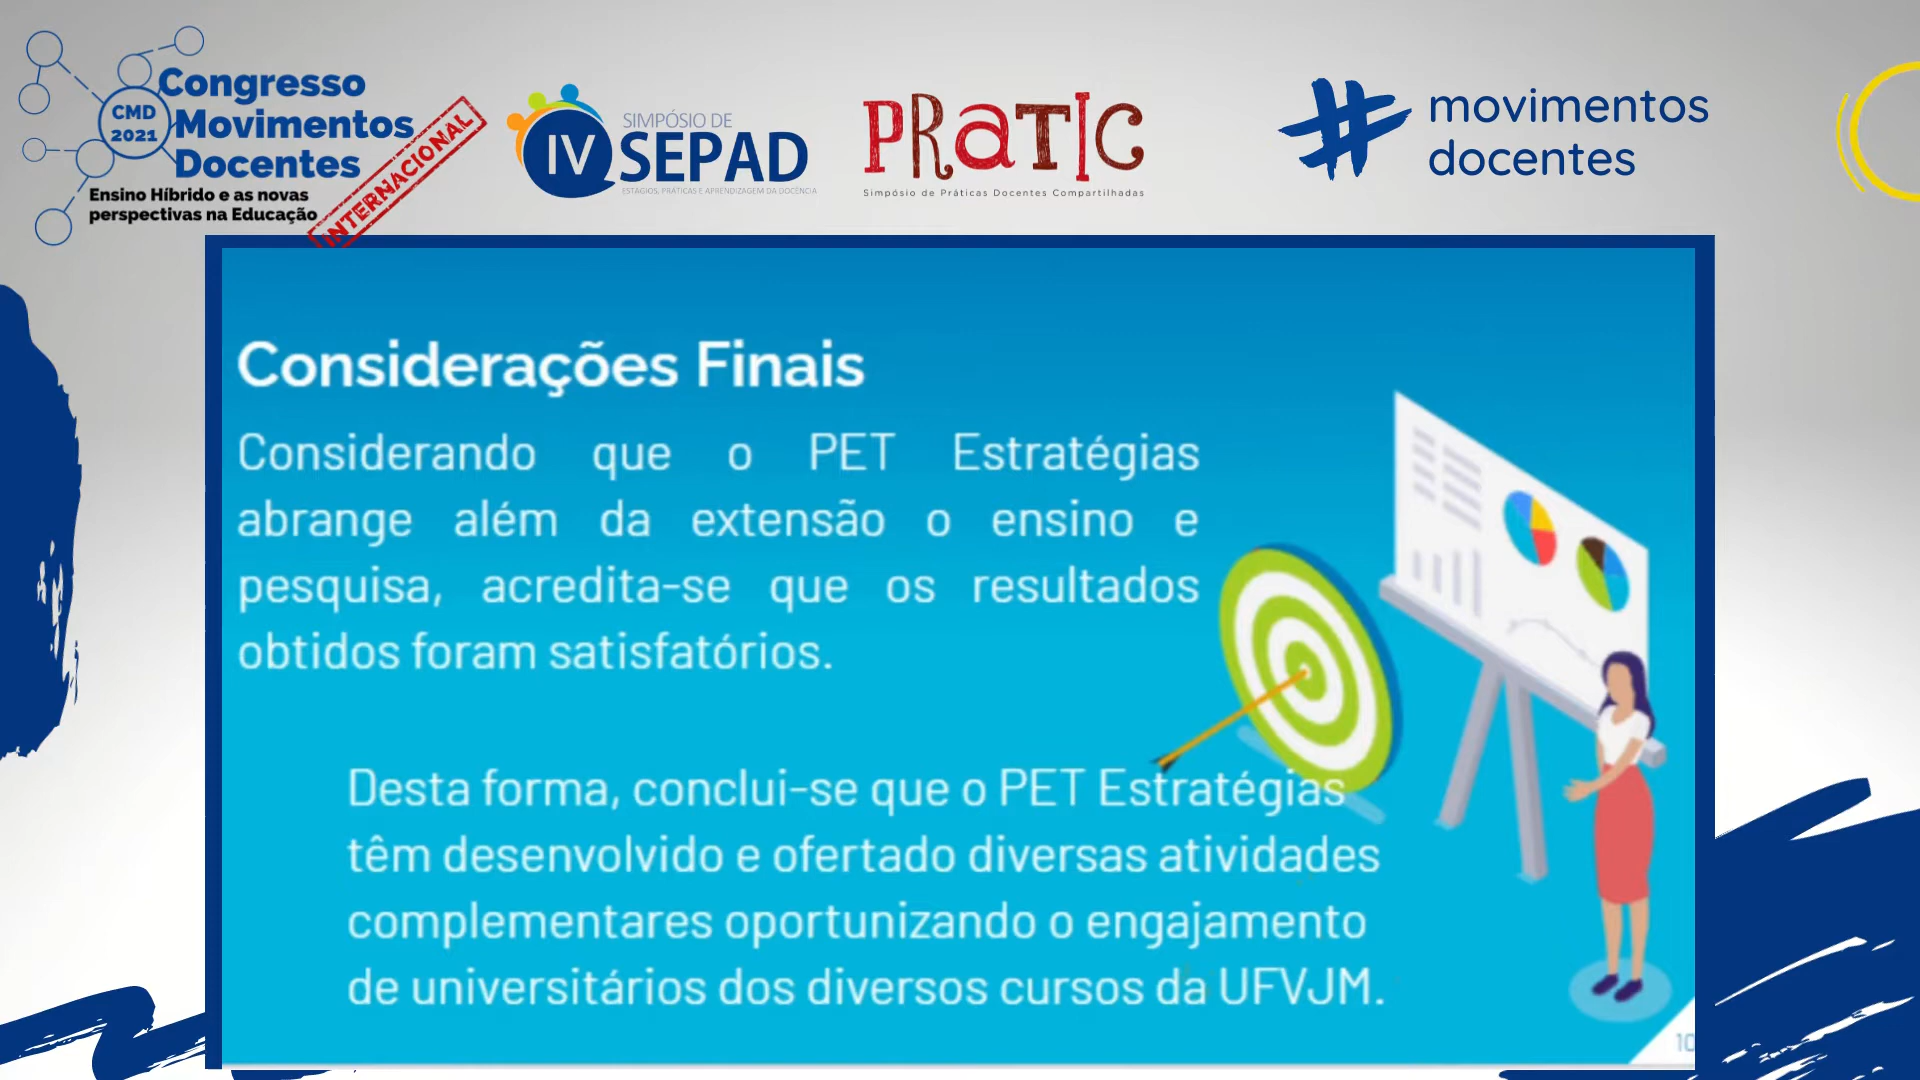 CMD
2021
Congresso
Movimentos
Docentes
Ensino Híbrido e as novas
perspectivas na Educação
INTERNACIONAL
IV
SIMPÓSIO DE
SEPAD
ESTÁGIOS, PRÁTICAS E APRENDIZAGEM DA DOCÊNCIA
PRATIC
Simpósio de Práticas Docentes Compartilhadas
movimentos
docentes
Considerações Finais
Considerando que o PET Estratégias
abrange além da extensão o ensino e
pesquisa, acredita-se que os resultados
obtidos foram satisfatórios.
Desta forma, conclui-se que o PET Estratégias
têm desenvolvido e ofertado diversas atividades
complementares oportunizando o engajamento
de universitários dos diversos cursos da UFVJM.
10